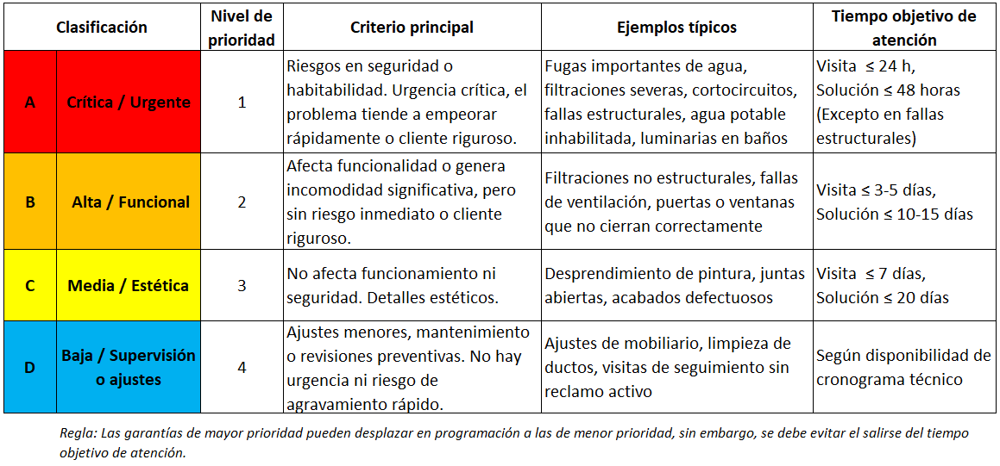 Clasificación
Nivel de
prioridad
Criterio principal
Ejemplos típicos
Tiempo objetivo de
atención
A
Crítica / Urgente
1
Riesgos en seguridad o
habitabilidad. Urgencia crítica, el
problema tiende a empeorar
rápidamente o cliente riguroso.
Fugas importantes de agua,
filtraciones severas, cortocircuitos,
fallas estructurales, agua potable
inhabilitada, luminarias en baños
Visita ≤ 24 h,
Solución ≤ 48 horas
(Excepto en fallas
estructurales)
B
Alta / Funcional
2
Afecta funcionalidad o genera
incomodidad significativa, pero
sin riesgo inmediato o cliente
riguroso.
Filtraciones no estructurales, fallas
de ventilación, puertas o ventanas
que no cierran correctamente
Visita ≤ 3-5 días,
Solución ≤ 10-15 días
C
Media / Estética
3
No afecta funcionamiento ni
seguridad. Detalles estéticos.
Desprendimiento de pintura, juntas
abiertas, acabados defectuosos
Visita ≤ 7 días,
Solución ≤ 20 días
D
Baja / Supervisión
o ajustes
4
Ajustes menores, mantenimiento
o revisiones preventivas. No hay
urgencia ni riesgo de
agravamiento rápido.
Ajustes de mobiliario, limpieza de
ductos, visitas de seguimiento sin
reclamo activo
Según disponibilidad de
cronograma técnico
Regla: Las garantías de mayor prioridad pueden desplazar en programación a las de menor prioridad, sin embargo, se debe evitar el salirse del tiempo
objetivo de atención.